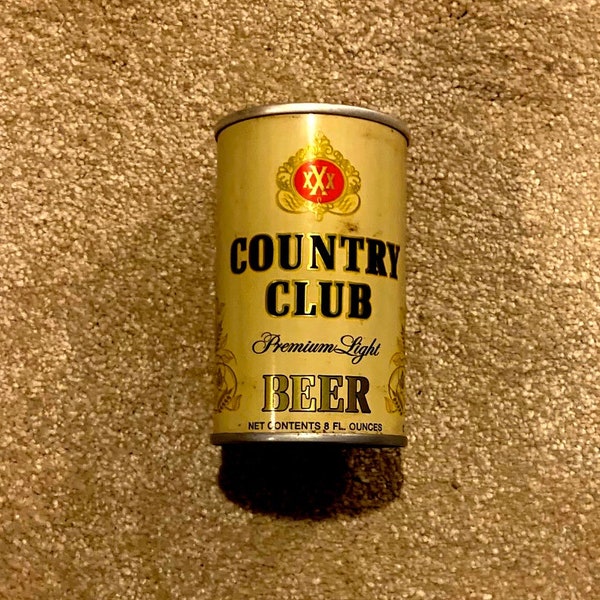 XXX
COUNTRY
CLUB
Premium Light
BEER
NET CONTENTS 8 FL. OUNCES